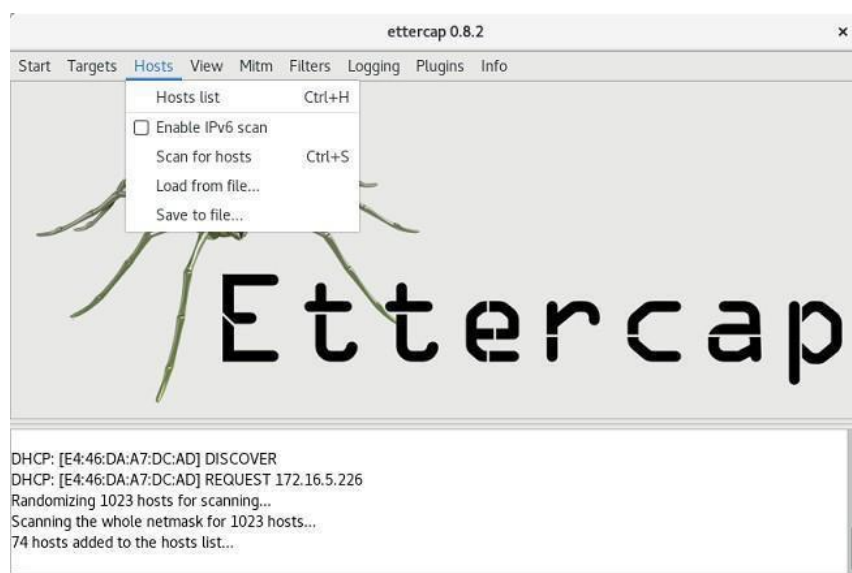 ettercap 0.8.2 ×
Start Targets Hosts View Mitm Filters Logging Plugins Info
Hosts list Ctrl+H
Enable IPv6 scan
Scan for hosts Ctrl+S
Load from file...
Save to file...
Ettercap
DHCP: [E4:46:DA:A7:DC:AD] DISCOVER
DHCP: [E4:46:DA:A7:DC:AD] REQUEST 172.16.5.226
Randomizing 1023 hosts for scanning...
Scanning the whole netmask for 1023 hosts...
74 hosts added to the hosts list...